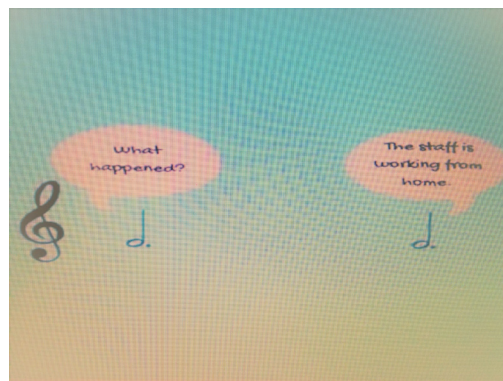 What
happened?
The staff is
working from
home.